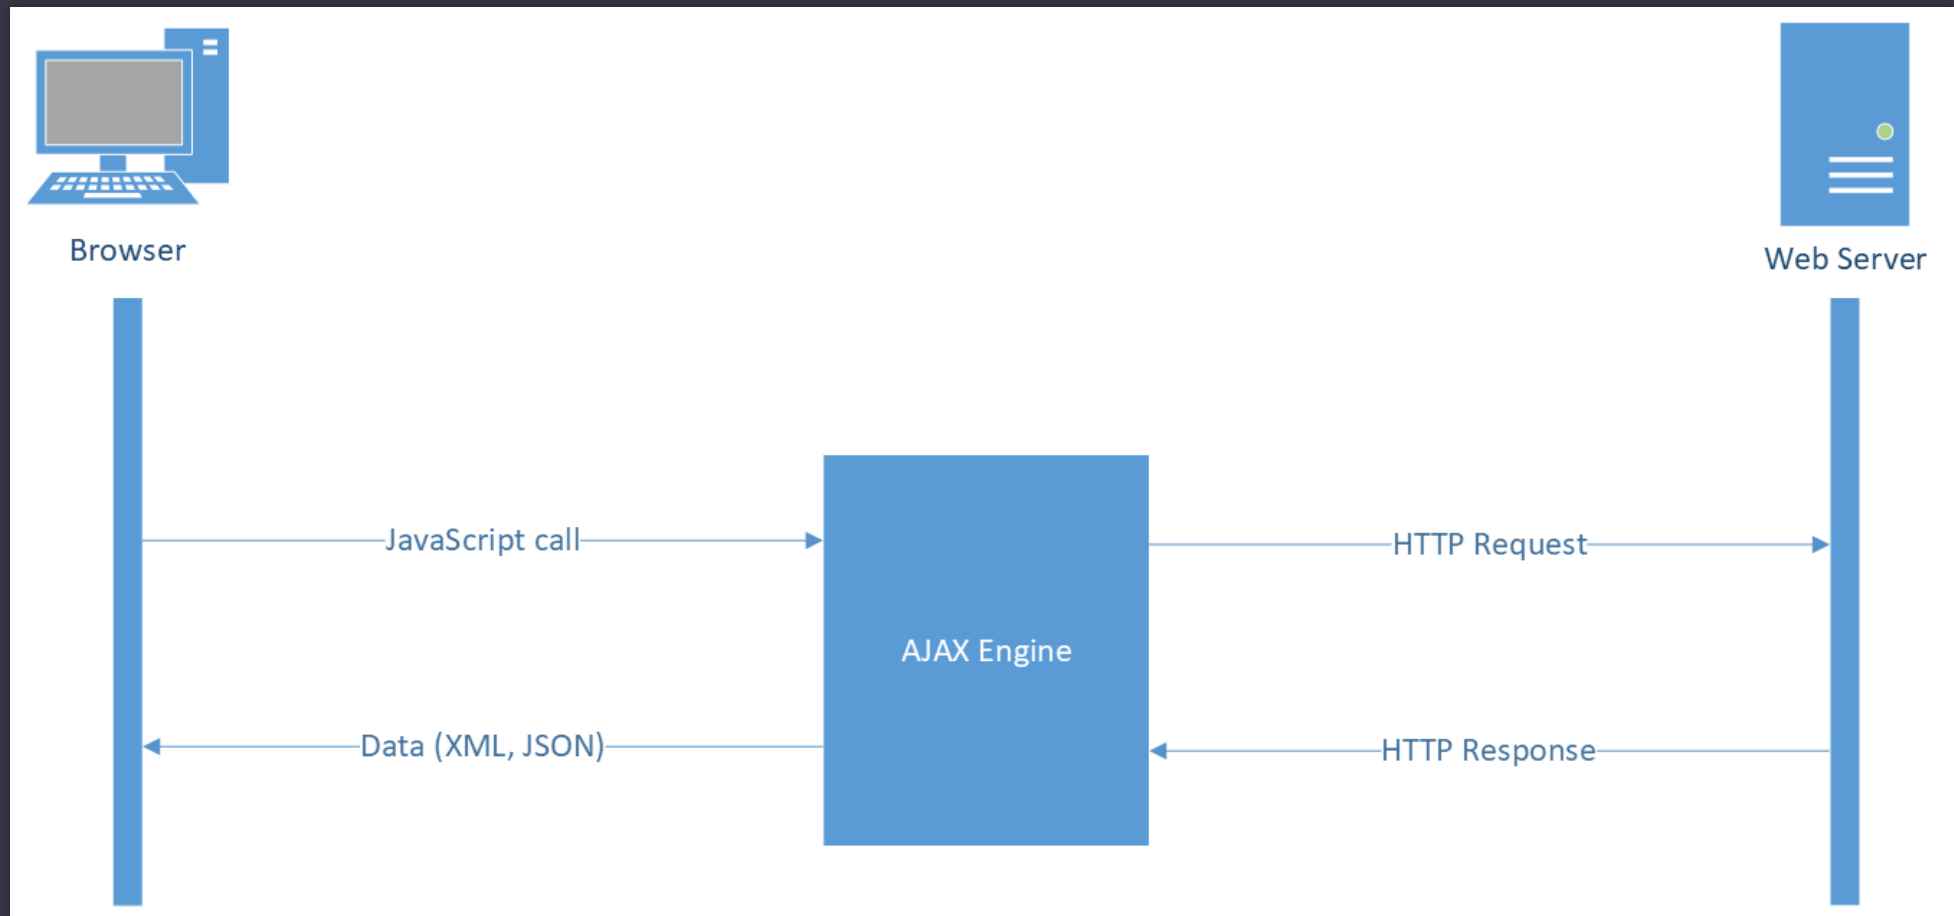 Browser
Web Server
JavaScript call
HTTP Request
AJAX Engine
Data (XML, JSON)
HTTP Response